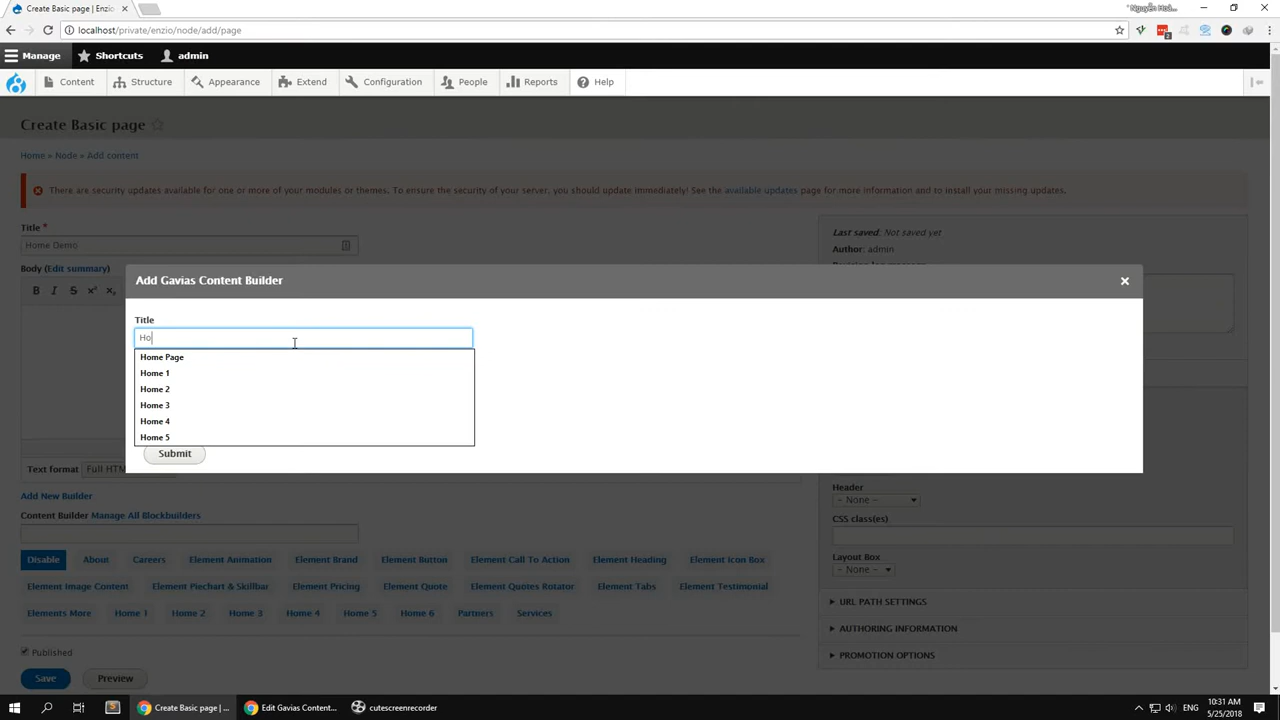 Create Basic page | Enzio
Nguyễn Hoà...
localhost/private/enzio/node/add/page
Manage Shortcuts admin
Content Structure Appearance Extend Configuration People Reports Help
Create Basic page
Home » Node » Add content
There are security updates available for one or more of your modules or themes. To ensure the security of your server, you should update immediately! See the available updates page for more information and to install your missing updates.
Title *
Home Demo
Body (Edit summary)
B I S x² x₂
Last saved: Not saved yet
Author: admin
Add Gavias Content Builder
Title
Ho
Home Page
Home 1
Home 2
Home 3
Home 4
Home 5
Submit
Text format Full HTM
Add New Builder
Content Builder Manage All Blockbuilders
Disable About Careers Element Animation Element Brand Element Button Element Call To Action Element Heading Element Icon Box
Element Image Content Element Piechart & Skillbar Element Pricing Element Quote Element Quotes Rotator Element Tabs Element Testimonial
Elements More Home 1 Home 2 Home 3 Home 4 Home 5 Home 6 Partners Services
Header
- None -
CSS class(es)
Layout Box
- None -
URL PATH SETTINGS
AUTHORING INFORMATION
PROMOTION OPTIONS
Published
Save Preview
Create Basic page | ...
Edit Gavias Content...
cutescreenrecorder
10:31 AM
5/25/2018